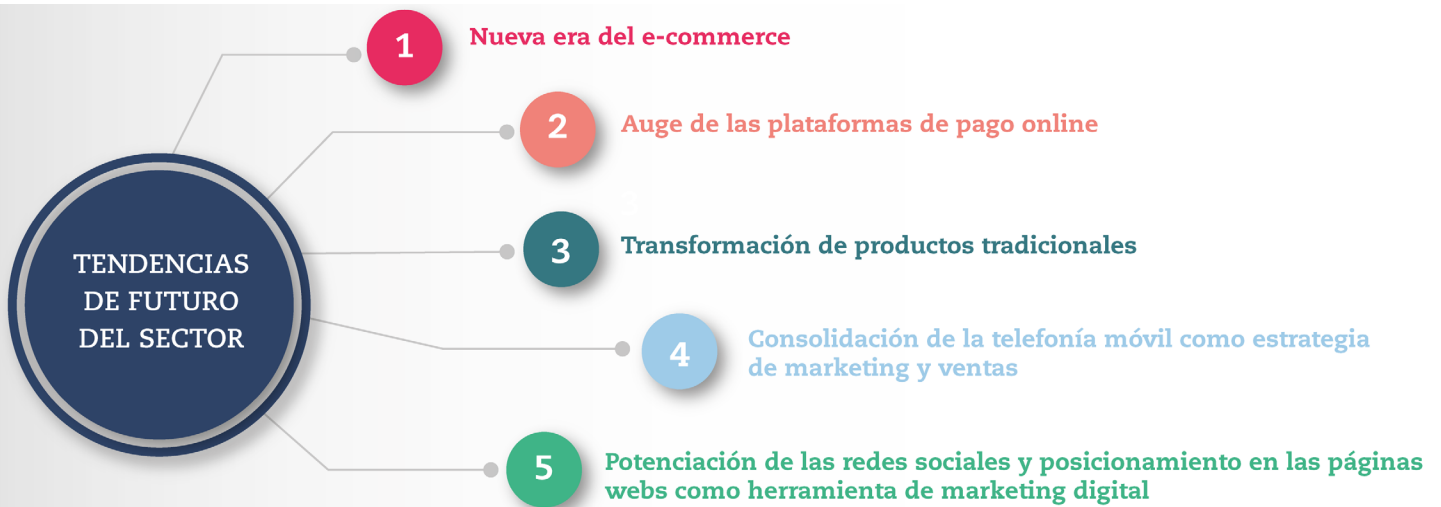 1
Nueva era del e-commerce
2
Auge de las plataformas de pago online
3
Transformación de productos tradicionales
TENDENCIAS
DE FUTURO
DEL SECTOR
4
Consolidación de la telefonía móvil como estrategia
de marketing y ventas
5
Potenciación de las redes sociales y posicionamiento en las páginas
webs como herramienta de marketing digital